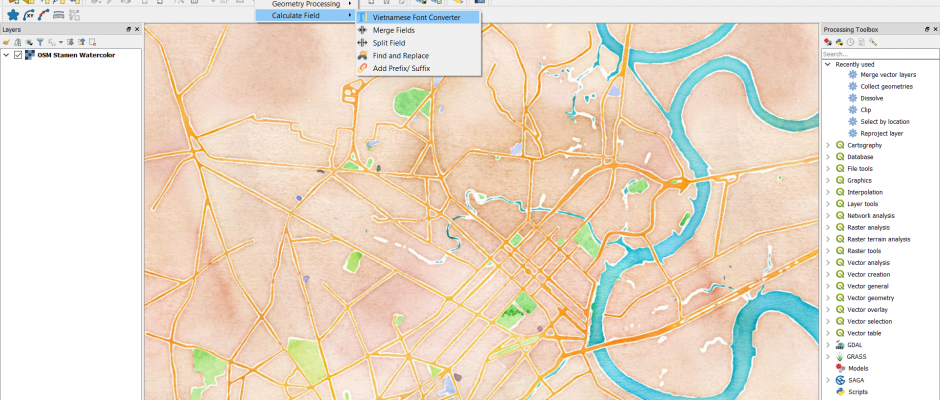 Geometry Processing
Calculate Field
Vietnamese Font Converter
Merge Fields
Split Field
Find and Replace
Add Prefix/ Suffix
Layers
OSM Stamen Watercolor
Processing Toolbox
Search...
Recently used
Merge vector layers
Collect geometries
Dissolve
Clip
Select by location
Reproject layer
Cartography
Database
File tools
Graphics
Interpolation
Layer tools
Network analysis
Raster analysis
Raster terrain analysis
Raster tools
Vector analysis
Vector creation
Vector general
Vector geometry
Vector overlay
Vector selection
Vector table
GDAL
GRASS
Models
SAGA
Scripts